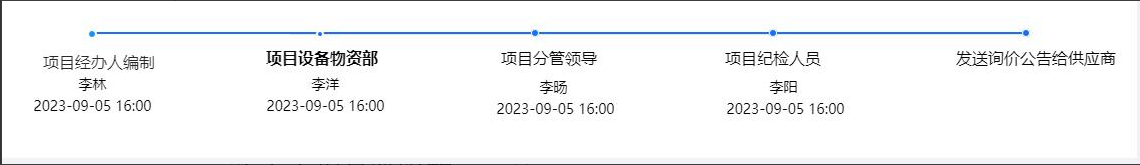 项目经办人编制
李林
2023-09-05 16:00
项目设备物资部
李洋
2023-09-05 16:00
项目分管领导
李旸
2023-09-05 16:00
项目纪检人员
李阳
2023-09-05 16:00
发送询价公告给供应商